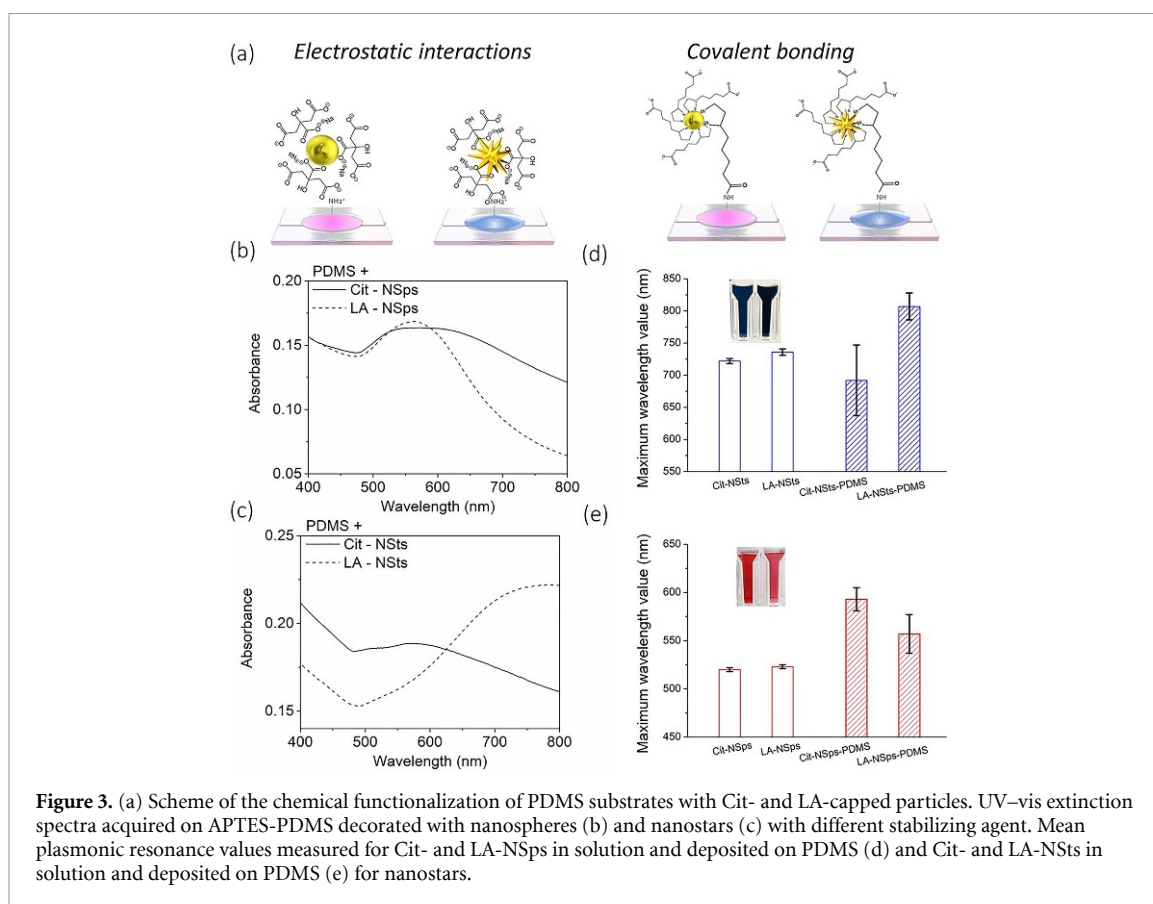 (a)
Electrostatic interactions
Covalent bonding
NH₃⁺
NH₃⁺
NH
NH
(b)
PDMS +
Cit - NSps
LA - NSps
0.20
0.15
0.10
0.05
Absorbance
400 500 600 700 800
Wavelength (nm)
(d)
Maximum wavelength value (nm)
850
800
750
700
650
600
550
Cit-NSts
LA-NSts
Cit-NSts-PDMS
LA-NSts-PDMS
(c)
PDMS +
Cit - NSts
LA - NSts
0.25
0.20
0.15
Absorbance
400 500 600 700 800
Wavelength (nm)
(e)
Maximum wavelength value (nm)
650
600
550
500
450
Cit-NSps
LA-NSps
Cit-NSps-PDMS
LA-NSps-PDMS
Figure 3. (a) Scheme of the chemical functionalization of PDMS substrates with Cit- and LA-capped particles. UV–vis extinction
spectra acquired on APTES-PDMS decorated with nanospheres (b) and nanostars (c) with different stabilizing agent. Mean
plasmonic resonance values measured for Cit- and LA-NSps in solution and deposited on PDMS (d) and Cit- and LA-NSts in
solution and deposited on PDMS (e) for nanostars.